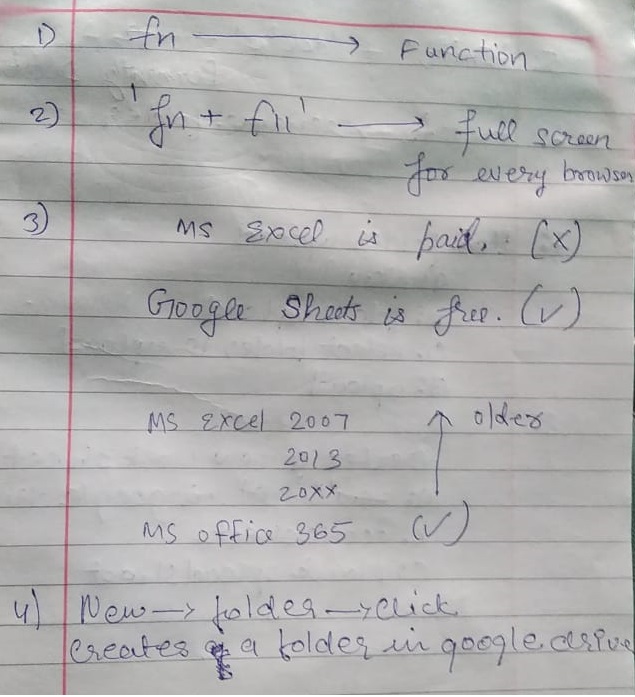 1) fn → Function
2) 'fn + f11' → full screen
for every browser
3) MS Excel is paid. (x)
Google Sheets is free. (✓)
MS Excel 2007 ↑ older
2013
20xx
MS office 365 (✓)
4) New → folder → click
creates a folder in google drive